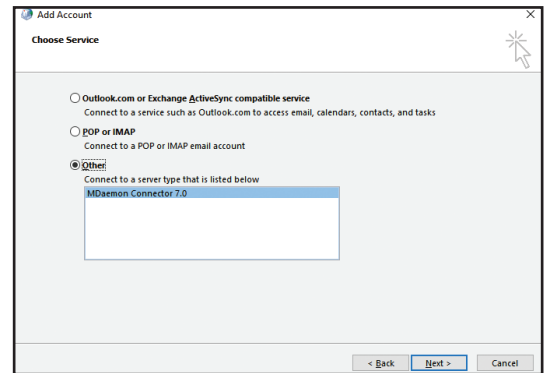 Add Account
Choose Service
Outlook.com or Exchange ActiveSync compatible service
Connect to a service such as Outlook.com to access email, calendars, contacts, and tasks
POP or IMAP
Connect to a POP or IMAP email account
Other
Connect to a server type that is listed below
MDaemon Connector 7.0
< Back Next > Cancel